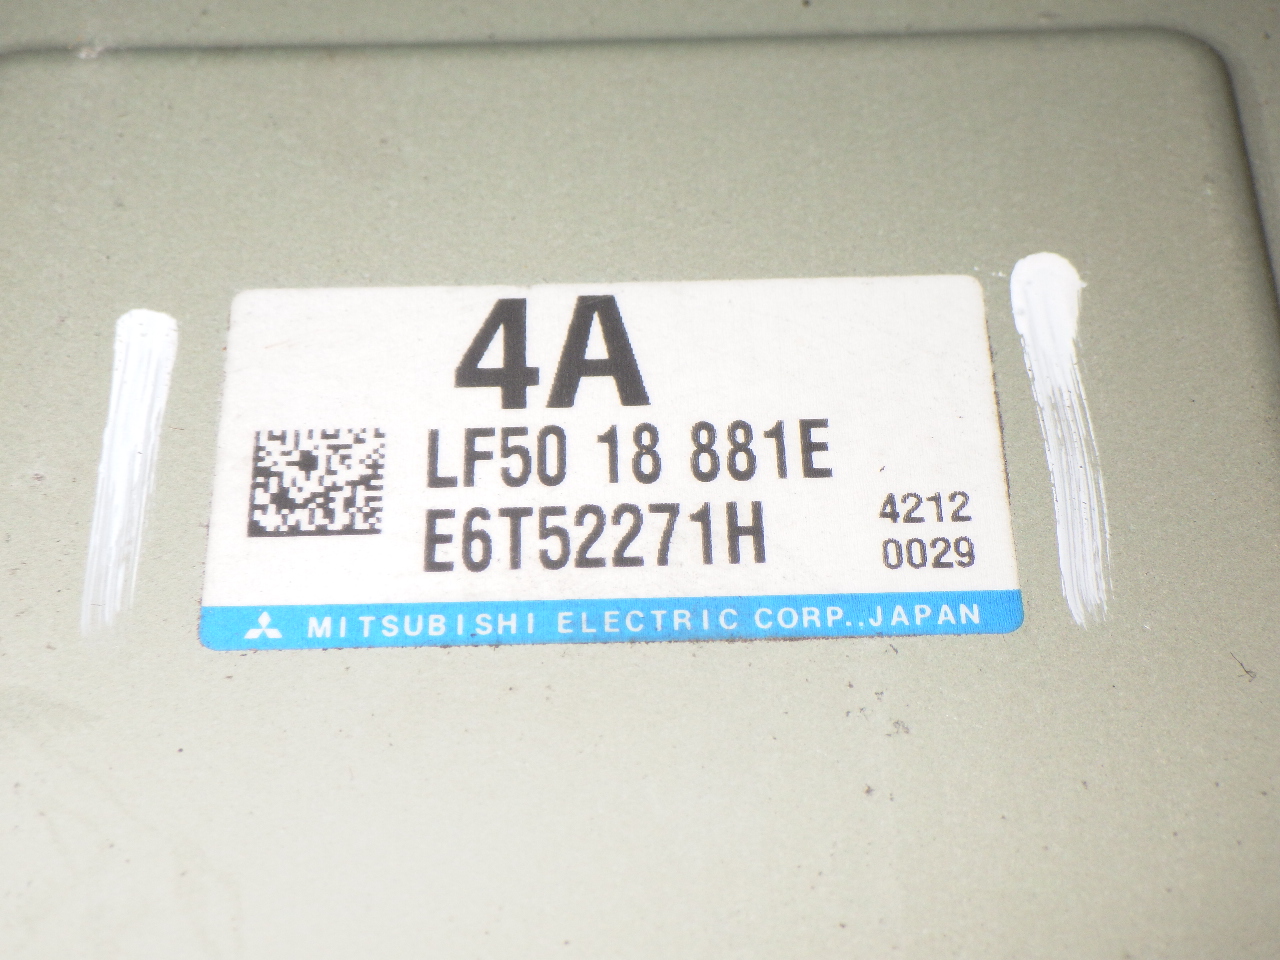 4A
LF50 18 881E
E6T52271H
4212
0029
MITSUBISHI ELECTRIC CORP.,JAPAN